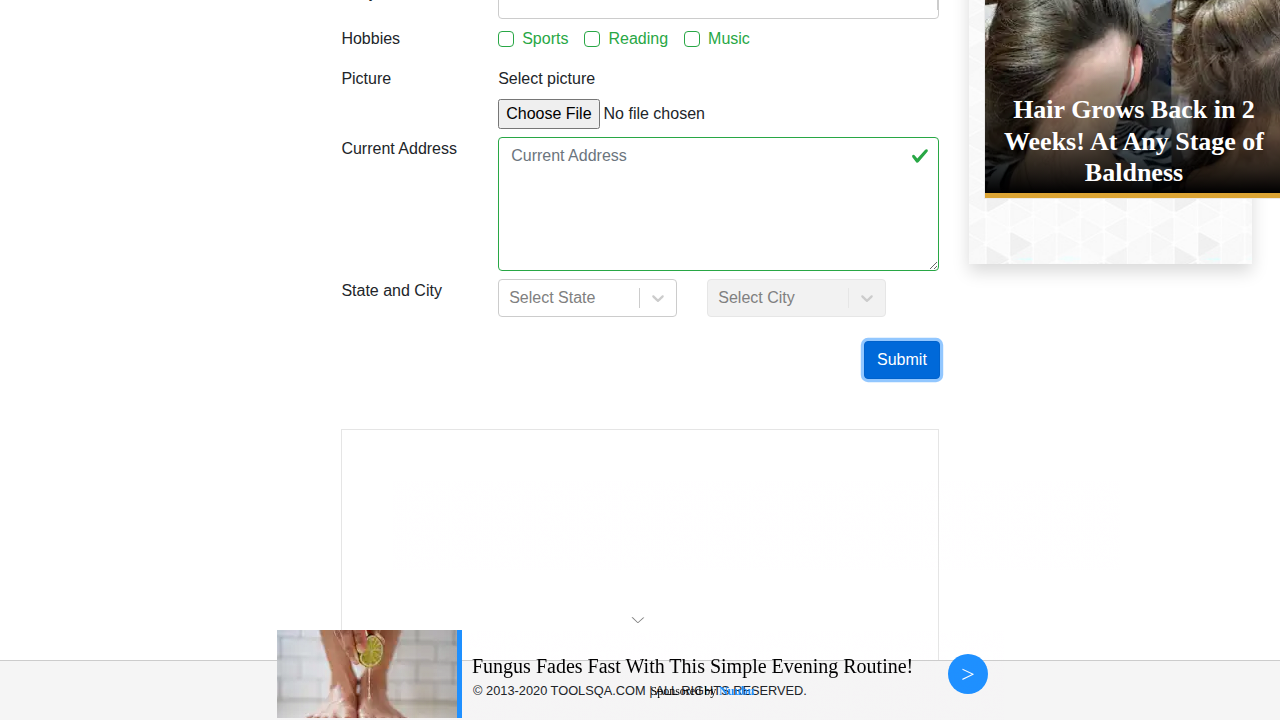 Hobbies
Sports Reading Music
Picture
Select picture
Choose File No file chosen
Current Address
Current Address
State and City
Select State
Select City
Submit
Hair Grows Back in 2
Weeks! At Any Stage of
Baldness
Fungus Fades Fast With This Simple Evening Routine!
>
© 2013-2020 TOOLSQA.COM | ALL RIGHTS RESERVED.
Sponsored by